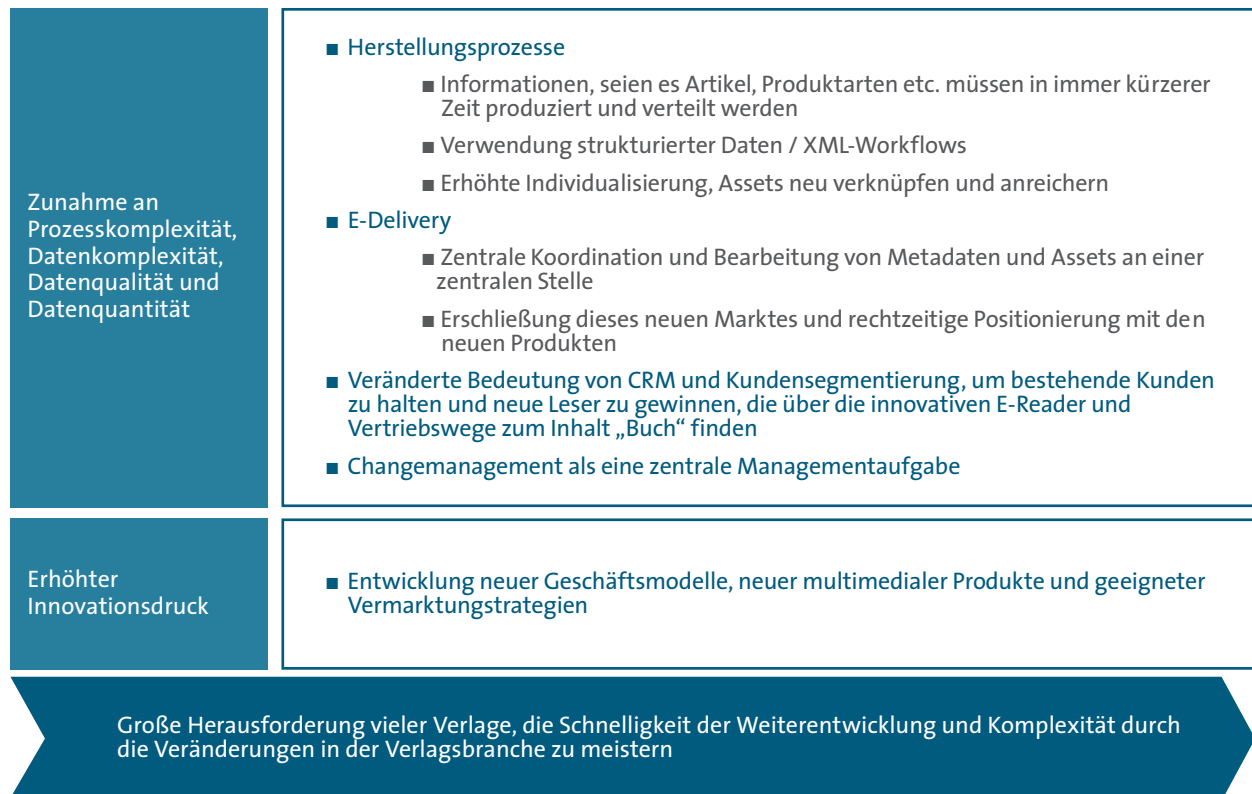 Zunahme an
Prozesskomplexität,
Datenkomplexität,
Datenqualität und
Datenquantität
■ Herstellungsprozesse
■ Informationen, seien es Artikel, Produktarten etc. müssen in immer kürzerer
Zeit produziert und verteilt werden
■ Verwendung strukturierter Daten / XML-Workflows
■ Erhöhte Individualisierung, Assets neu verknüpfen und anreichern
■ E-Delivery
■ Zentrale Koordination und Bearbeitung von Metadaten und Assets an einer
zentralen Stelle
■ Erschließung dieses neuen Marktes und rechtzeitige Positionierung mit den
neuen Produkten
■ Veränderte Bedeutung von CRM und Kundensegmentierung, um bestehende Kunden
zu halten und neue Leser zu gewinnen, die über die innovativen E-Reader und
Vertriebswege zum Inhalt „Buch“ finden
■ Changemanagement als eine zentrale Managementaufgabe
Erhöhter
Innovationsdruck
■ Entwicklung neuer Geschäftsmodelle, neuer multimedialer Produkte und geeigneter
Vermarktungstrategien
Große Herausforderung vieler Verlage, die Schnelligkeit der Weiterentwicklung und Komplexität durch
die Veränderungen in der Verlagsbranche zu meistern